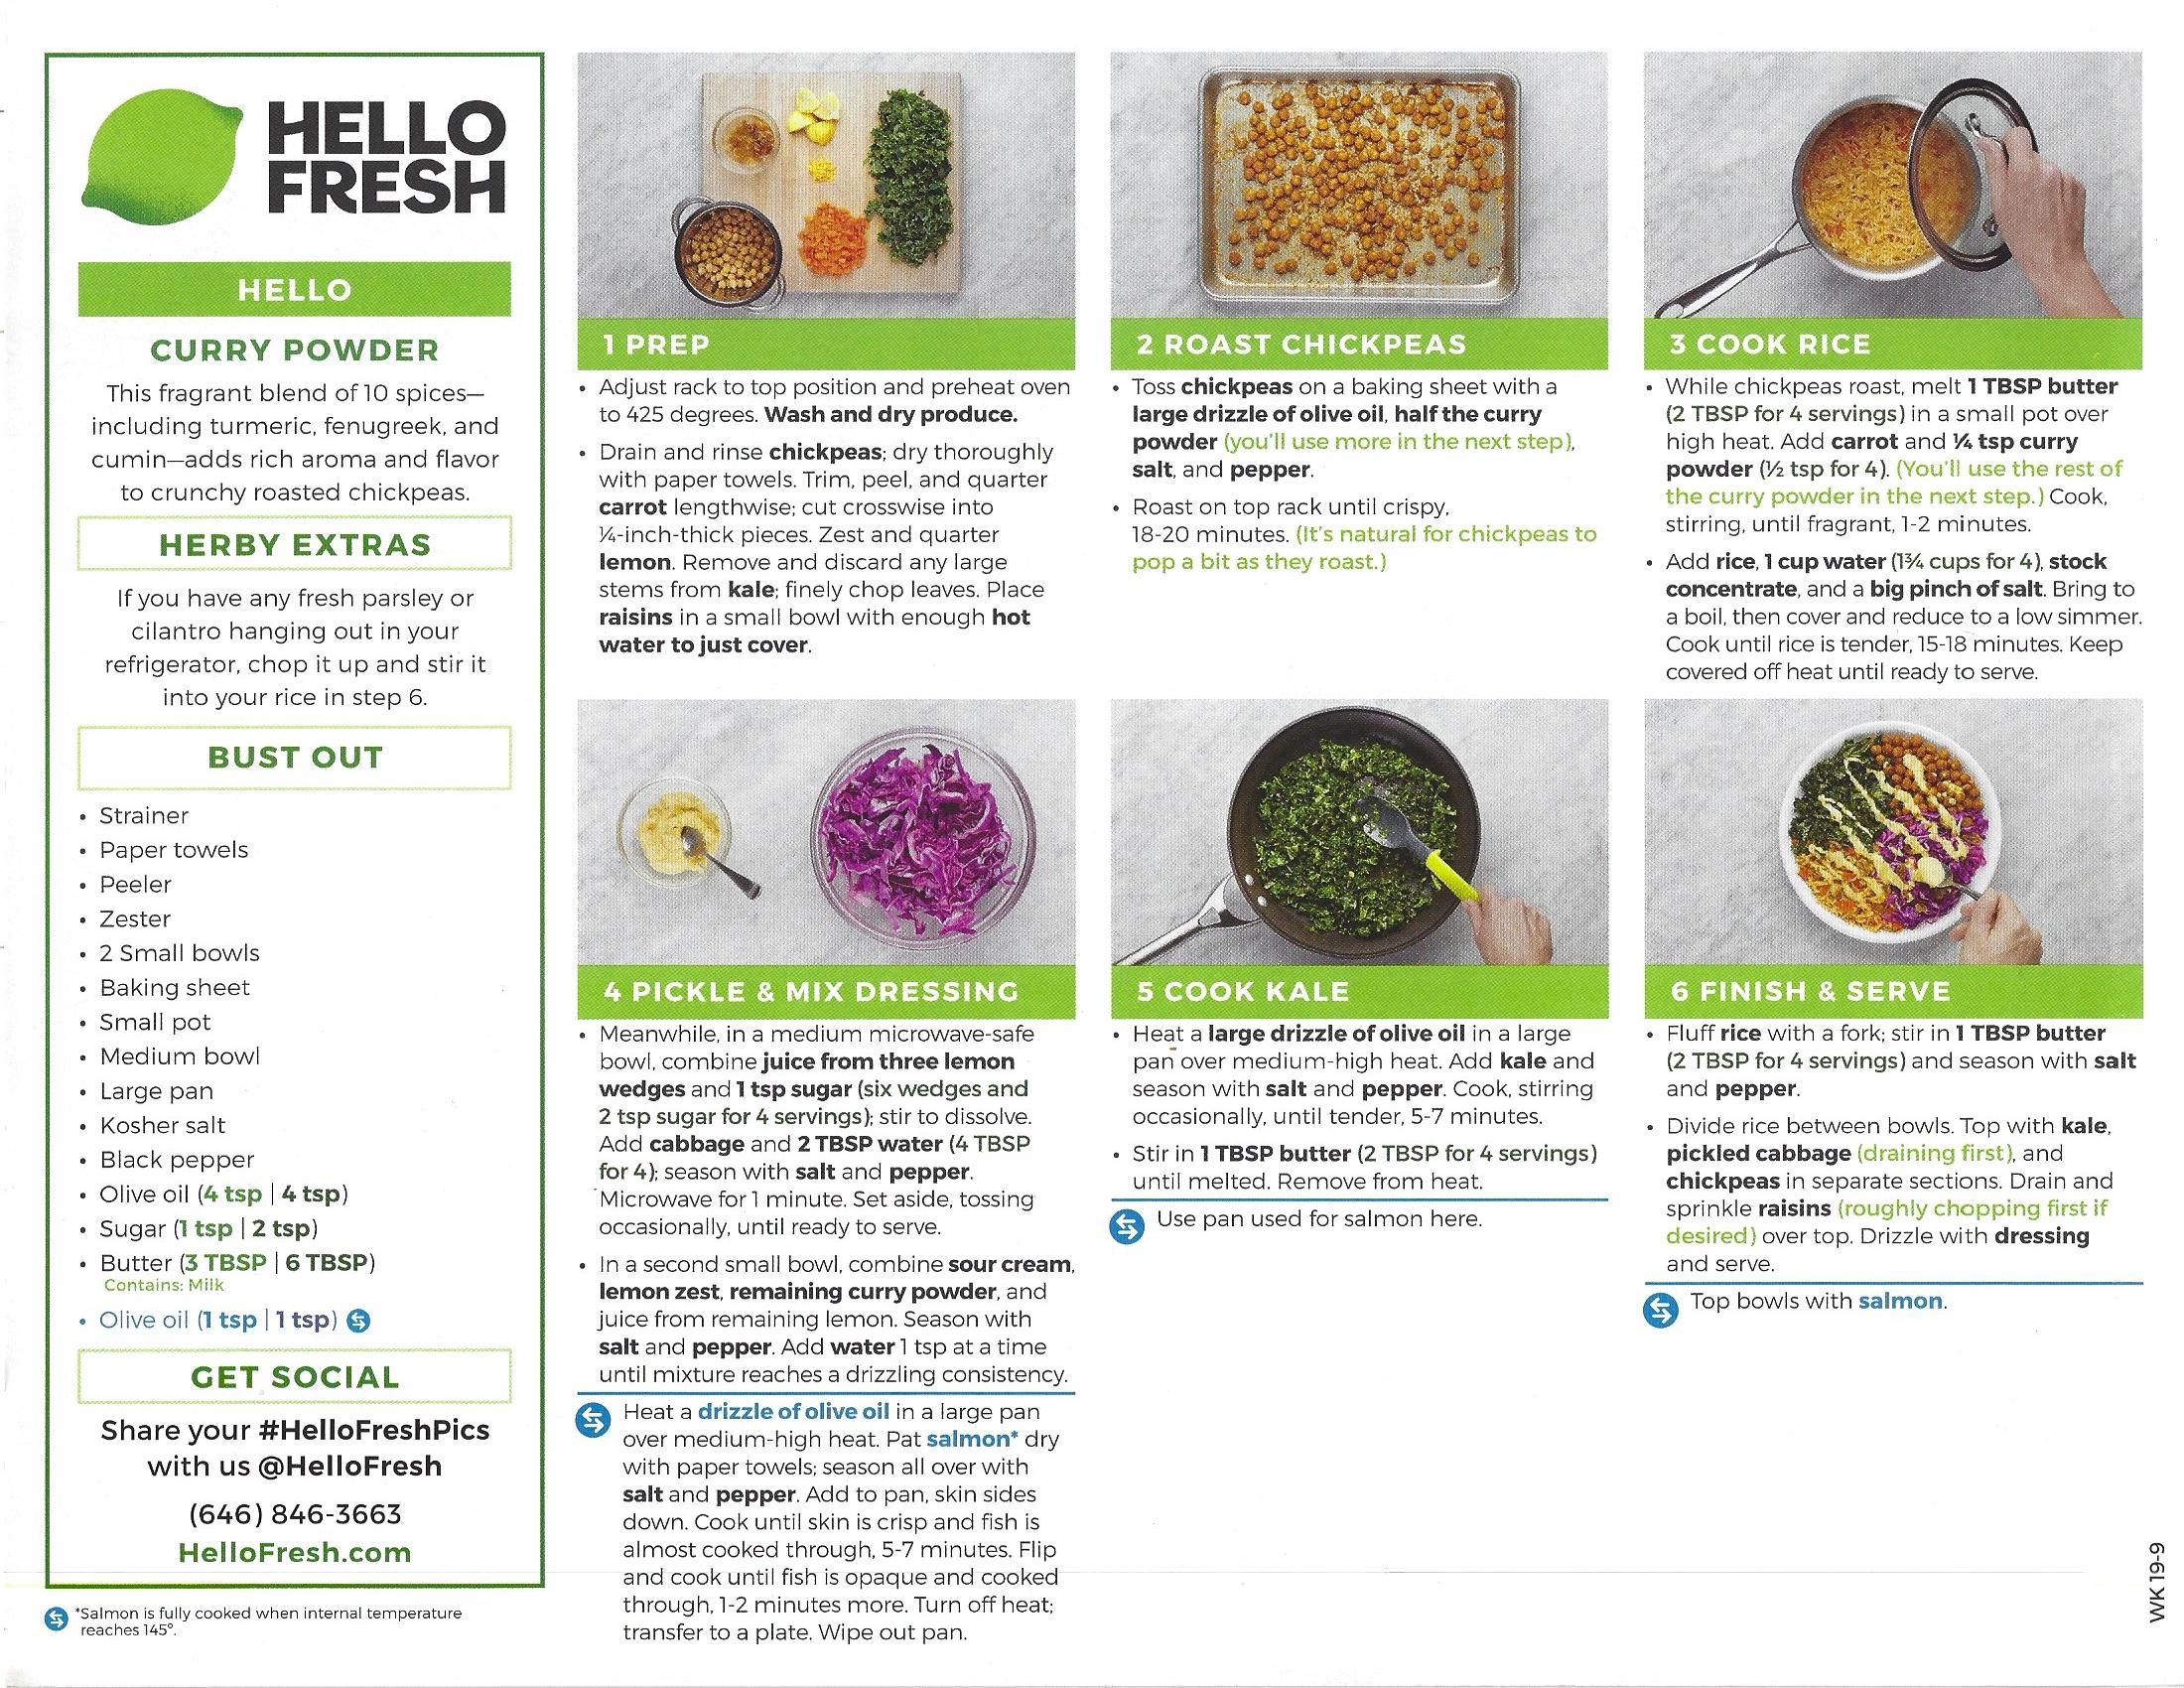 HELLO
FRESH
HELLO
CURRY POWDER
This fragrant blend of 10 spices—
including turmeric, fenugreek, and
cumin—adds rich aroma and flavor
to crunchy roasted chickpeas.
HERBY EXTRAS
If you have any fresh parsley or
cilantro hanging out in your
refrigerator, chop it up and stir it
into your rice in step 6.
BUST OUT
• Strainer
• Paper towels
• Peeler
• Zester
• 2 Small bowls
• Baking sheet
• Small pot
• Medium bowl
• Large pan
• Kosher salt
• Black pepper
• Olive oil (4 tsp | 4 tsp)
• Sugar (1 tsp | 2 tsp)
• Butter (3 TBSP | 6 TBSP)
Contains: Milk
• Olive oil (1 tsp | 1 tsp)
GET SOCIAL
Share your #HelloFreshPics
with us @HelloFresh
(646) 846-3663
HelloFresh.com
*Salmon is fully cooked when internal temperature
reaches 145°.
1 PREP
• Adjust rack to top position and preheat oven
to 425 degrees. Wash and dry produce.
• Drain and rinse chickpeas; dry thoroughly
with paper towels. Trim, peel, and quarter
carrot lengthwise; cut crosswise into
¼-inch-thick pieces. Zest and quarter
lemon. Remove and discard any large
stems from kale; finely chop leaves. Place
raisins in a small bowl with enough hot
water to just cover.
2 ROAST CHICKPEAS
• Toss chickpeas on a baking sheet with a
large drizzle of olive oil, half the curry
powder (you'll use more in the next step),
salt, and pepper.
• Roast on top rack until crispy,
18-20 minutes. (It's natural for chickpeas to
pop a bit as they roast.)
3 COOK RICE
• While chickpeas roast, melt 1 TBSP butter
(2 TBSP for 4 servings) in a small pot over
high heat. Add carrot and ¼ tsp curry
powder (½ tsp for 4). (You'll use the rest of
the curry powder in the next step.) Cook,
stirring, until fragrant, 1-2 minutes.
• Add rice, 1 cup water (1¾ cups for 4), stock
concentrate, and a big pinch of salt. Bring to
a boil, then cover and reduce to a low simmer.
Cook until rice is tender, 15-18 minutes. Keep
covered off heat until ready to serve.
4 PICKLE & MIX DRESSING
• Meanwhile, in a medium microwave-safe
bowl, combine juice from three lemon
wedges and 1 tsp sugar (six wedges and
2 tsp sugar for 4 servings); stir to dissolve.
Add cabbage and 2 TBSP water (4 TBSP
for 4); season with salt and pepper.
Microwave for 1 minute. Set aside, tossing
occasionally, until ready to serve.
• In a second small bowl, combine sour cream,
lemon zest, remaining curry powder, and
juice from remaining lemon. Season with
salt and pepper. Add water 1 tsp at a time
until mixture reaches a drizzling consistency.
Heat a drizzle of olive oil in a large pan
over medium-high heat. Pat salmon* dry
with paper towels; season all over with
salt and pepper. Add to pan, skin sides
down. Cook until skin is crisp and fish is
almost cooked through, 5-7 minutes. Flip
and cook until fish is opaque and cooked
through, 1-2 minutes more. Turn off heat;
transfer to a plate. Wipe out pan.
5 COOK KALE
• Heat a large drizzle of olive oil in a large
pan over medium-high heat. Add kale and
season with salt and pepper. Cook, stirring
occasionally, until tender, 5-7 minutes.
• Stir in 1 TBSP butter (2 TBSP for 4 servings)
until melted. Remove from heat.
Use pan used for salmon here.
6 FINISH & SERVE
• Fluff rice with a fork; stir in 1 TBSP butter
(2 TBSP for 4 servings) and season with salt
and pepper.
• Divide rice between bowls. Top with kale,
pickled cabbage (draining first), and
chickpeas in separate sections. Drain and
sprinkle raisins (roughly chopping first if
desired) over top. Drizzle with dressing
and serve.
Top bowls with salmon.
WK 19-9